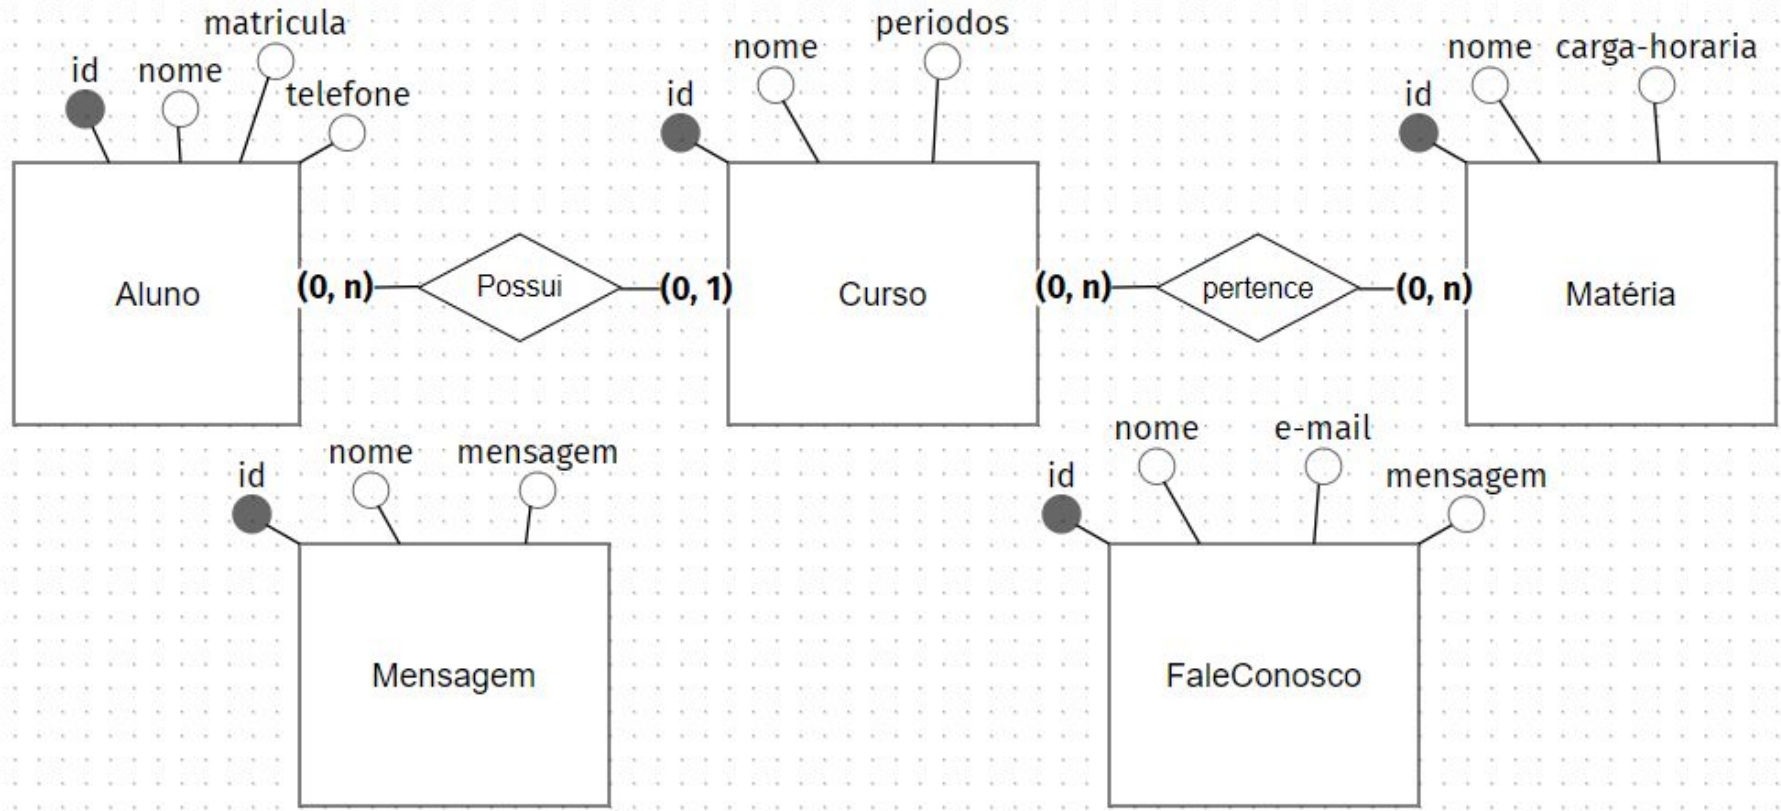 matricula
periodos
nome
nome
carga-horaria
id
nome
telefone
id
id
Aluno
(0, n)
Possui
(0, 1)
Curso
(0, n)
pertence
(0, n)
Matéria
nome
mensagem
id
nome
e-mail
id
mensagem
Mensagem
FaleConosco